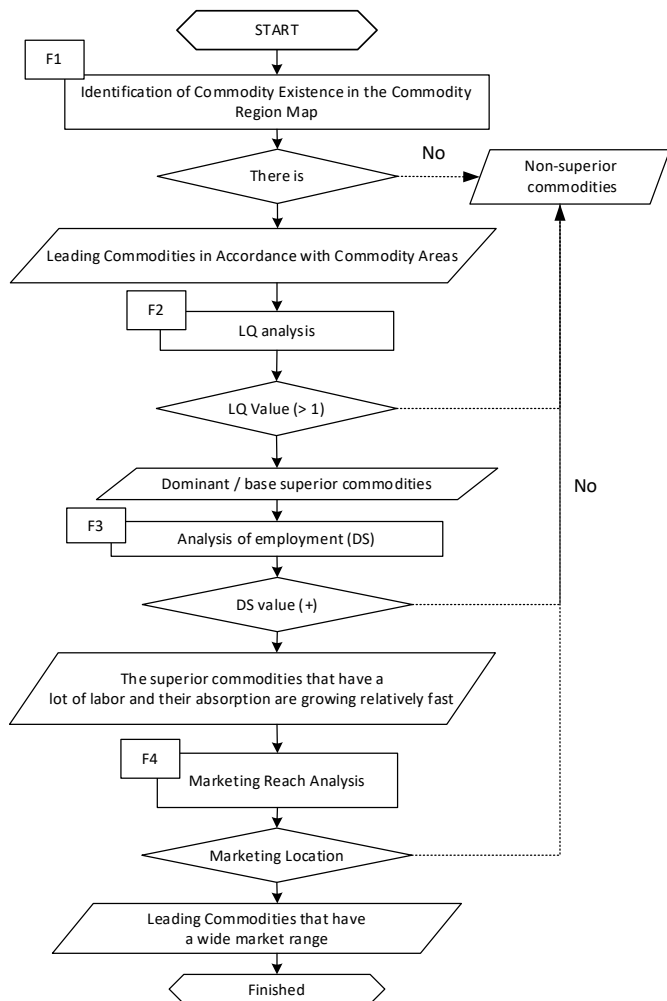 START
F1
Identification of Commodity Existence in the Commodity
Region Map
No
There is
Non-superior
commodities
Leading Commodities in Accordance with Commodity Areas
F2
LQ analysis
LQ Value (> 1)
Dominant / base superior commodities
No
F3
Analysis of employment (DS)
DS value (+)
The superior commodities that have a
lot of labor and their absorption are growing relatively fast
F4
Marketing Reach Analysis
Marketing Location
Leading Commodities that have
a wide market range
Finished